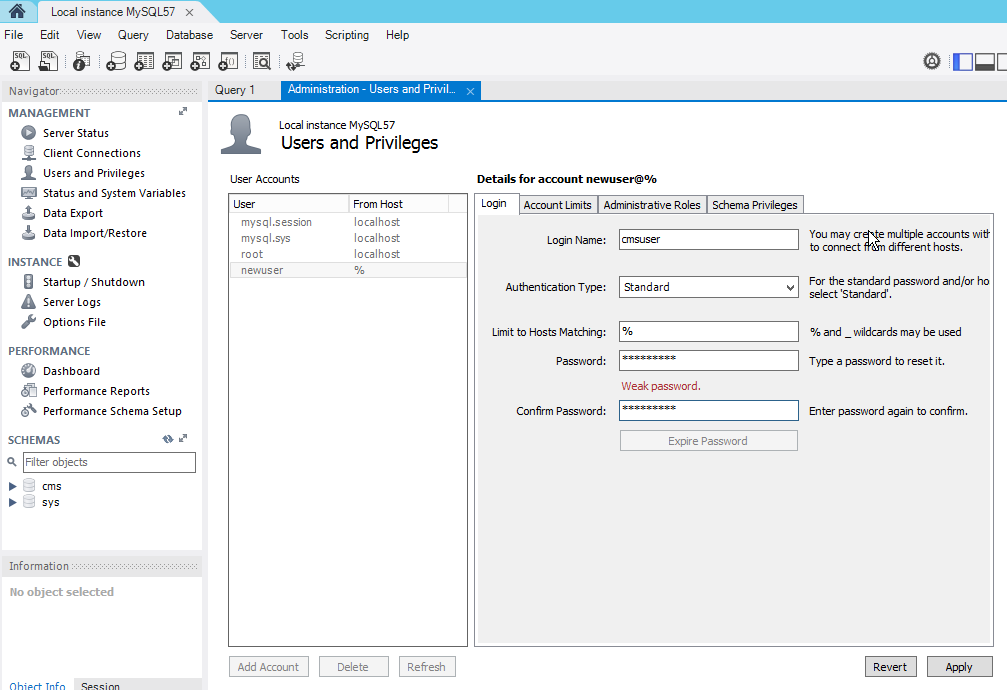 Local instance MySQL57 ×
File Edit View Query Database Server Tools Scripting Help
Navigator
MANAGEMENT
Server Status
Client Connections
Users and Privileges
Status and System Variables
Data Export
Data Import/Restore
INSTANCE
Startup / Shutdown
Server Logs
Options File
PERFORMANCE
Dashboard
Performance Reports
Performance Schema Setup
SCHEMAS
Filter objects
cms
sys
Information
No object selected
Object Info Session
Query 1 Administration - Users and Privil... ×
Local instance MySQL57
Users and Privileges
User Accounts
User From Host
mysql.session localhost
mysql.sys localhost
root localhost
newuser %
Add Account Delete Refresh
Details for account newuser@%
Login Account Limits Administrative Roles Schema Privileges
Login Name: cmsuser You may create multiple accounts with
to connect from different hosts.
Authentication Type: Standard For the standard password and/or ho
select 'Standard'.
Limit to Hosts Matching: % % and _ wildcards may be used
Password: ********* Type a password to reset it.
Weak password.
Confirm Password: ********* Enter password again to confirm.
Expire Password
Revert Apply